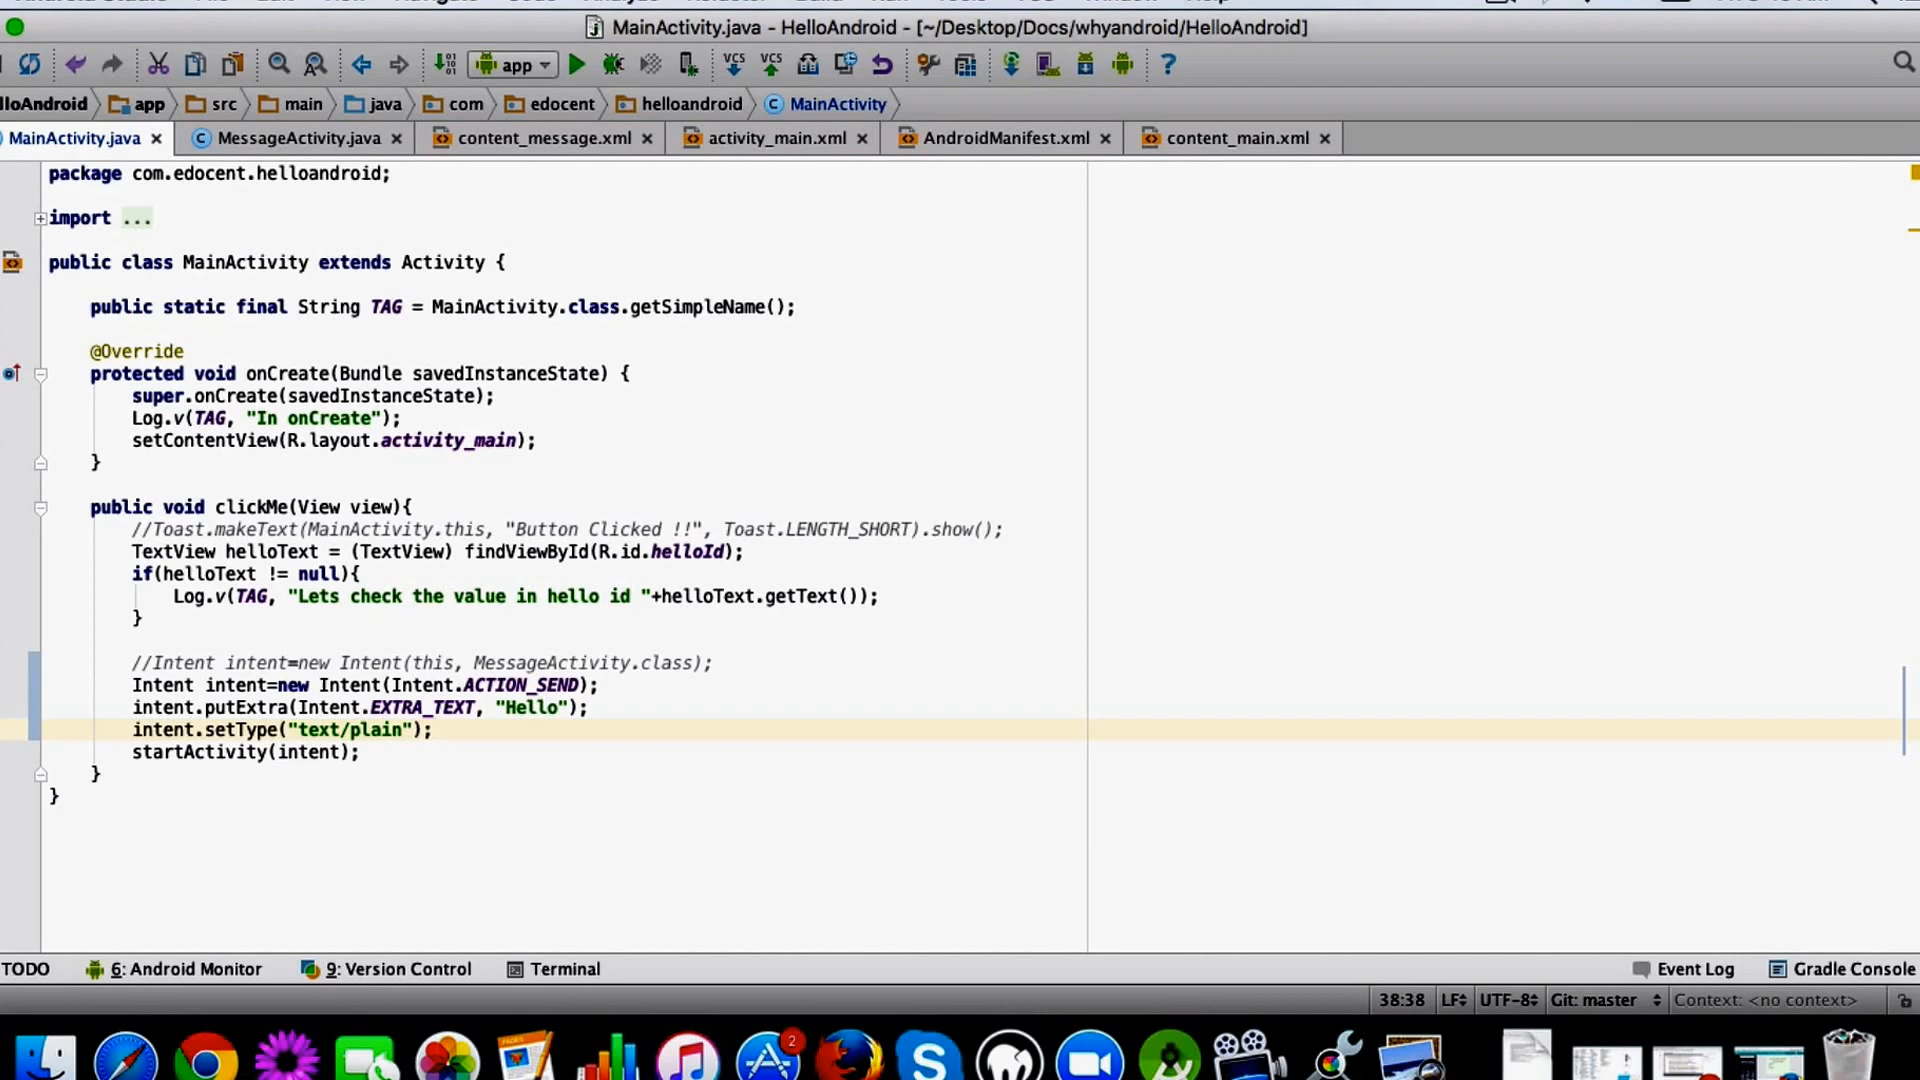 MainActivity.java - HelloAndroid - [~/Desktop/Docs/whyandroid/HelloAndroid]
app
VCS VCS
?
lloAndroid app src main java com edocent helloandroid MainActivity
MainActivity.java MessageActivity.java content_message.xml activity_main.xml AndroidManifest.xml content_main.xml
package com.edocent.helloandroid;
import ...
public class MainActivity extends Activity {
public static final String TAG = MainActivity.class.getSimpleName();
@Override
protected void onCreate(Bundle savedInstanceState) {
super.onCreate(savedInstanceState);
Log.v(TAG, "In onCreate");
setContentView(R.layout.activity_main);
}
public void clickMe(View view){
//Toast.makeText(MainActivity.this, "Button Clicked !!", Toast.LENGTH_SHORT).show();
TextView helloText = (TextView) findViewById(R.id.helloId);
if(helloText != null){
Log.v(TAG, "Lets check the value in hello id "+helloText.getText());
}
//Intent intent=new Intent(this, MessageActivity.class);
Intent intent=new Intent(Intent.ACTION_SEND);
intent.putExtra(Intent.EXTRA_TEXT, "Hello");
intent.setType("text/plain");
startActivity(intent);
}
}
TODO 6: Android Monitor 9: Version Control Terminal Event Log Gradle Console
38:38 LF UTF-8 Git: master Context: <no context>
2